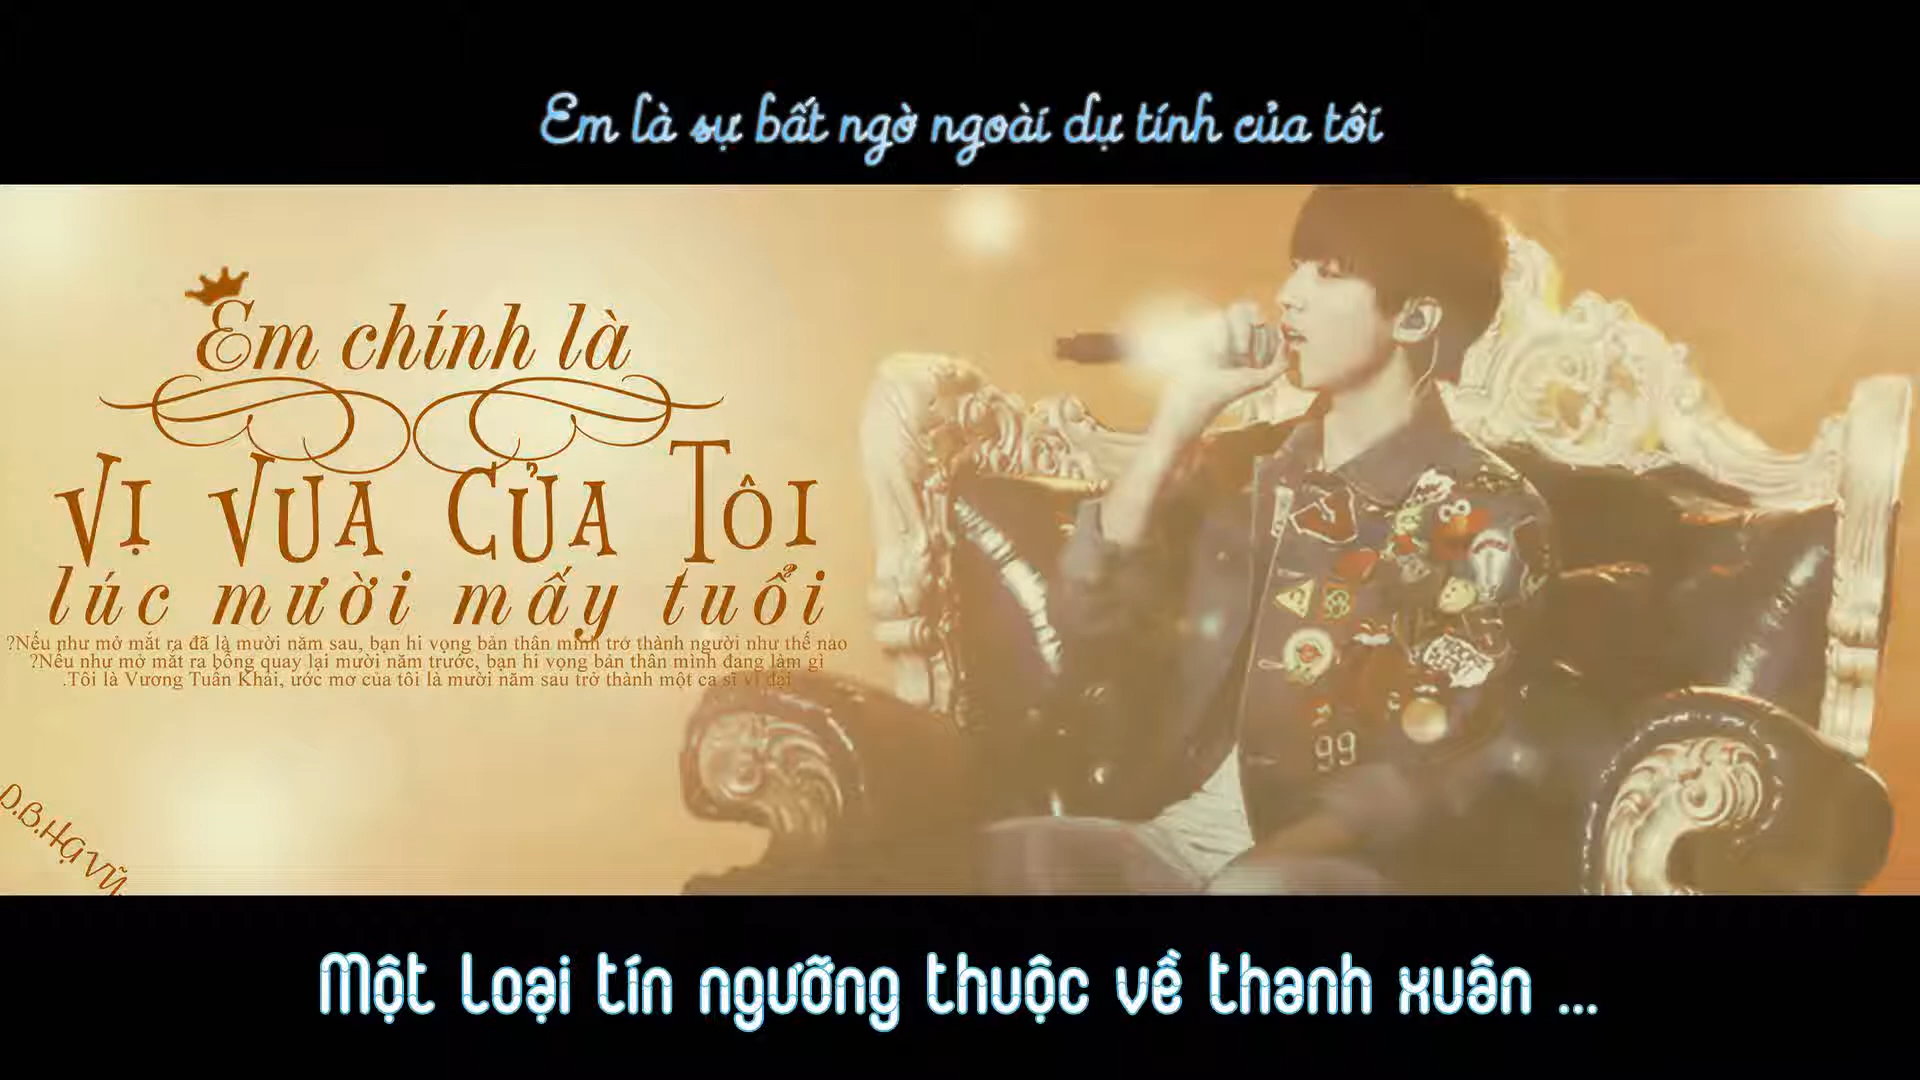 Em là sự bất ngờ ngoài dự tính của tôi
Em chính là
Vị vua của Tôi
lúc mười mấy tuổi
?Nếu như mở mắt ra đã là mười năm sau, bạn hi vọng bản thân mình trở thành người như thế nào
?Nếu như mở mắt ra bỗng quay lại mười năm trước, bạn hi vọng bản thân mình đang làm gì
.Tôi là Vương Tuấn Khải, ước mơ của tôi là mười năm sau trở thành một ca sĩ vĩ đại
99
D.B.Hạ Vũ
Một loại tín ngưỡng thuộc về thanh xuân ...